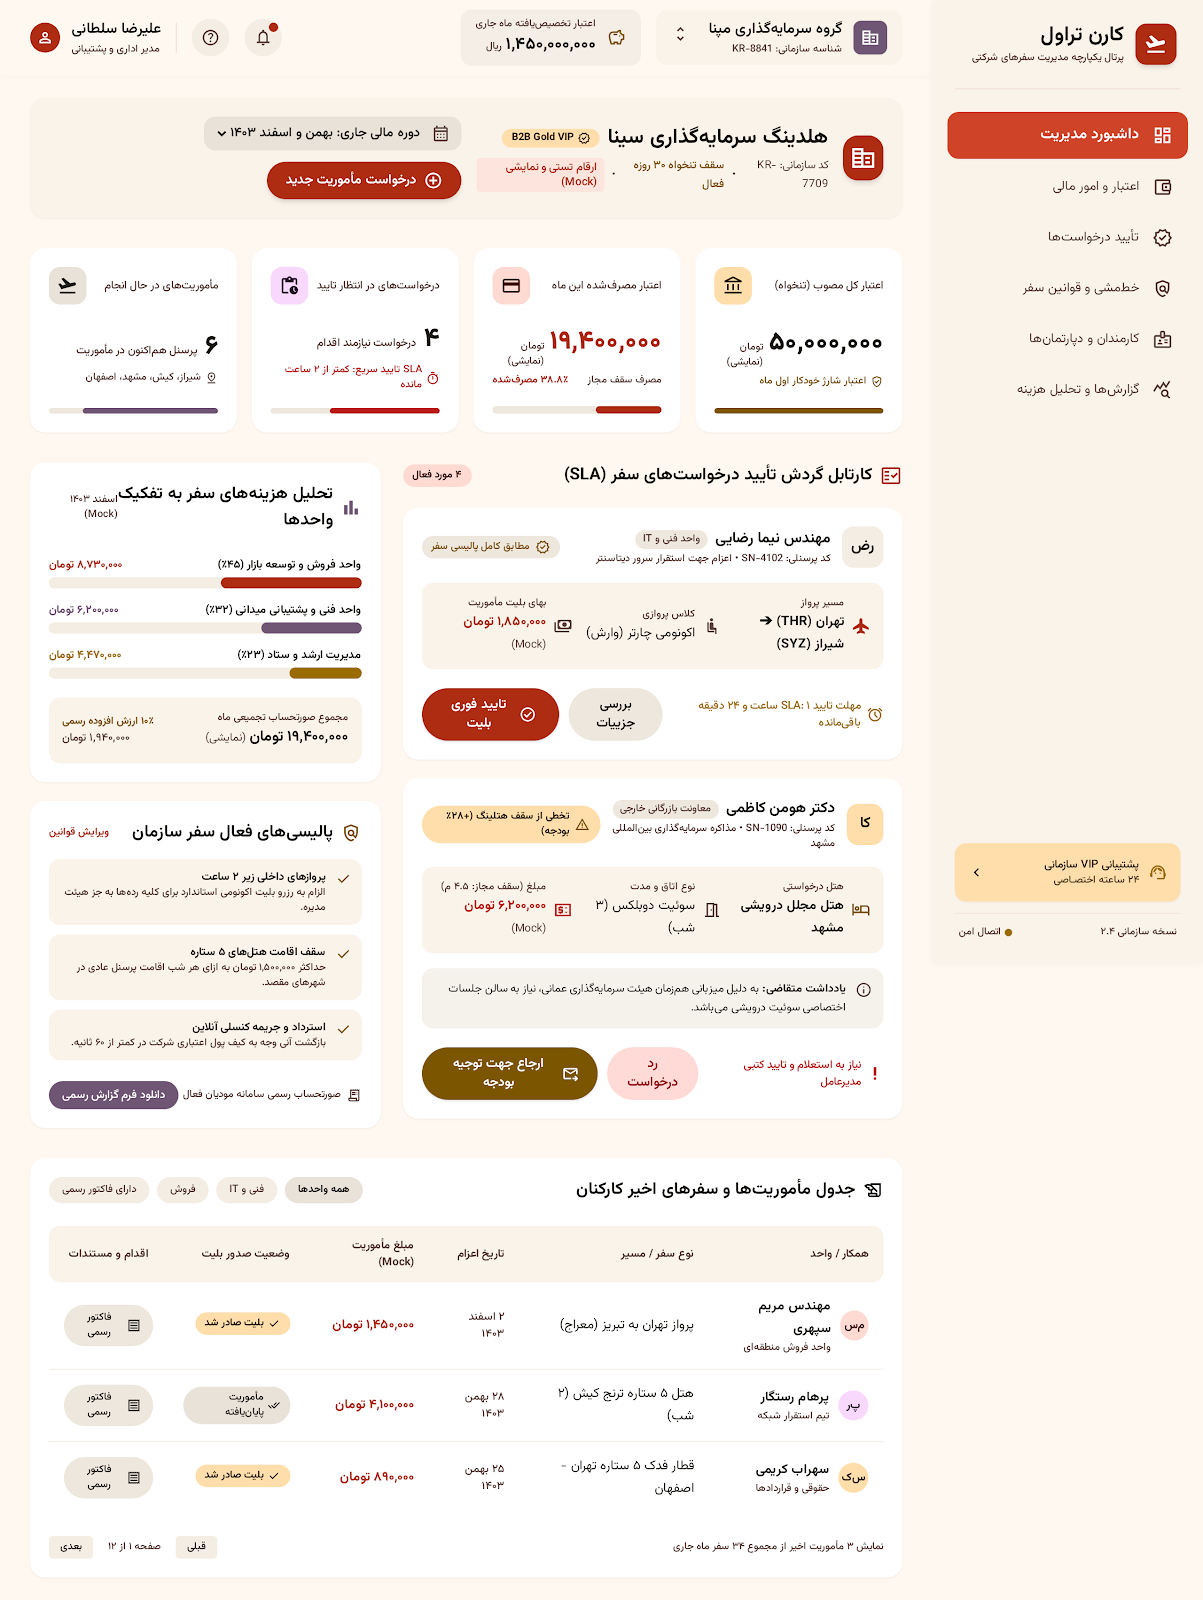 کارن تراول
پرتال یکپارچه مدیریت سفرهای شرکتی
داشبورد مدیریت
اعتبار و امور مالی
تأیید درخواست‌ها
خط‌مشی و قوانین سفر
کارمندان و دپارتمان‌ها
گزارش‌ها و تحلیل هزینه
پشتیبانی VIP سازمانی
۲۴ ساعته اختصاصی
نسخه سازمانی ۲.۴
اتصال امن
گروه سرمایه‌گذاری مپنا
شناسه سازمانی: KR-8841
اعتبار تخصیص‌یافته ماه جاری
۱,۴۵۰,۰۰۰,۰۰۰ ریال
علیرضا سلطانی
مدیر اداری و پشتیبانی
هلدینگ سرمایه‌گذاری سینا
B2B Gold VIP
کد سازمانی: KR-
7709
•
سقف تنخواه ۳۰ روزه
فعال
•
ارقام تستی و نمایشی
(Mock)
دوره مالی جاری: بهمن و اسفند ۱۴۰۳
درخواست مأموریت جدید
اعتبار کل مصوب (تنخواه)
۵۰,۰۰۰,۰۰۰ تومان
(نمایشی)
اعتبار شارژ خودکار اول ماه
اعتبار مصرف‌شده این ماه
۱۹,۴۰۰,۰۰۰ تومان
(نمایشی)
مصرف سقف مجاز
۳۸.۸٪ مصرف‌شده
درخواست‌های در انتظار تایید
۴ درخواست نیازمند اقدام
SLA تایید سریع: کمتر از ۲ ساعت
مانده
مأموریت‌های در حال انجام
۶ پرسنل هم‌اکنون در مأموریت
شیراز، کیش، مشهد، اصفهان
کارتابل گردش تأیید درخواست‌های سفر (SLA)
۴ مورد فعال
رض
مهندس نیما رضایی
واحد فنی و IT
کد پرسنلی: SN-4102 • اعزام جهت استقرار سرور دیتاسنتر
مطابق کامل پالیسی سفر
مسیر پرواز
تهران (THR) ➔
شیراز (SYZ)
کلاس پروازی
اکونومی چارتر (وارش)
بهای بلیت مأموریت
۱,۸۵۰,۰۰۰ تومان
(Mock)
مهلت تایید SLA: ۱ ساعت و ۲۴ دقیقه
باقی‌مانده
بررسی
جزییات
تایید فوری
بلیت
کا
دکتر هومن کاظمی
معاونت بازرگانی خارجی
کد پرسنلی: SN-1090 • مذاکره سرمایه‌گذاری بین‌المللی
مشهد
تخطی از سقف هتلینگ (+۲۸٪
بودجه)
هتل درخواستی
هتل مجلل درویشی
مشهد
نوع اتاق و مدت
سوئیت دوبلکس (۳
شب)
مبلغ (سقف مجاز: ۴.۵ م)
۶,۲۰۰,۰۰۰ تومان
(Mock)
یادداشت متقاضی: به دلیل میزبانی هم‌زمان هیئت سرمایه‌گذاری عمانی، نیاز به سالن جلسات
اختصاصی سوئیت درویشی می‌باشد.
نیاز به استعلام و تایید کتبی
مدیرعامل
رد
درخواست
ارجاع جهت توجیه
بودجه
تحلیل هزینه‌های سفر به تفکیک
واحدها
اسفند ۱۴۰۳
(Mock)
واحد فروش و توسعه بازار (۴۵٪)
۸,۷۳۰,۰۰۰ تومان
واحد فنی و پشتیبانی میدانی (۳۲٪)
۶,۲۰۰,۰۰۰ تومان
مدیریت ارشد و ستاد (۲۳٪)
۴,۴۷۰,۰۰۰ تومان
مجموع صورتحساب تجمیعی ماه
۱۹,۴۰۰,۰۰۰ تومان (نمایشی)
۱۰٪ ارزش افزوده رسمی
۱,۹۴۰,۰۰۰ تومان
پالیسی‌های فعال سفر سازمان
ویرایش قوانین
پروازهای داخلی زیر ۲ ساعت
الزام به رزرو بلیت اکونومی استاندارد برای کلیه رده‌ها به جز هیئت
مدیره.
سقف اقامت هتل‌های ۵ ستاره
حداکثر ۱,۵۰۰,۰۰۰ تومان به ازای هر شب اقامت پرسنل عادی در
شهرهای مقصد.
استرداد و جریمه کنسلی آنلاین
بازگشت آنی وجه به کیف پول اعتباری شرکت در کمتر از ۶۰ ثانیه.
صورتحساب رسمی سامانه مودیان فعال
دانلود فرم گزارش رسمی
جدول مأموریت‌ها و سفرهای اخیر کارکنان
همه واحدها
فنی و IT
فروش
دارای فاکتور رسمی
همکار / واحد
نوع سفر / مسیر
تاریخ اعزام
مبلغ مأموریت
(Mock)
وضعیت صدور بلیت
اقدام و مستندات
مس
مهندس مریم
سپهری
واحد فروش منطقه‌ای
پرواز تهران به تبریز (معراج)
۲ اسفند
۱۴۰۳
۱,۴۵۰,۰۰۰ تومان
بلیت صادر شد
فاکتور
رسمی
پر
پرهام رستگار
تیم استقرار شبکه
هتل ۵ ستاره ترنج کیش (۲
شب)
۲۸ بهمن
۱۴۰۳
۴,۱۰۰,۰۰۰ تومان
مأموریت
پایان‌یافته
فاکتور
رسمی
سک
سهراب کریمی
حقوقی و قراردادها
قطار فدک ۵ ستاره تهران -
اصفهان
۲۵ بهمن
۱۴۰۳
۸۹۰,۰۰۰ تومان
بلیت صادر شد
فاکتور
رسمی
نمایش ۳ مأموریت اخیر از مجموع ۳۴ سفر ماه جاری
قبلی
صفحه ۱ از ۱۲
بعدی